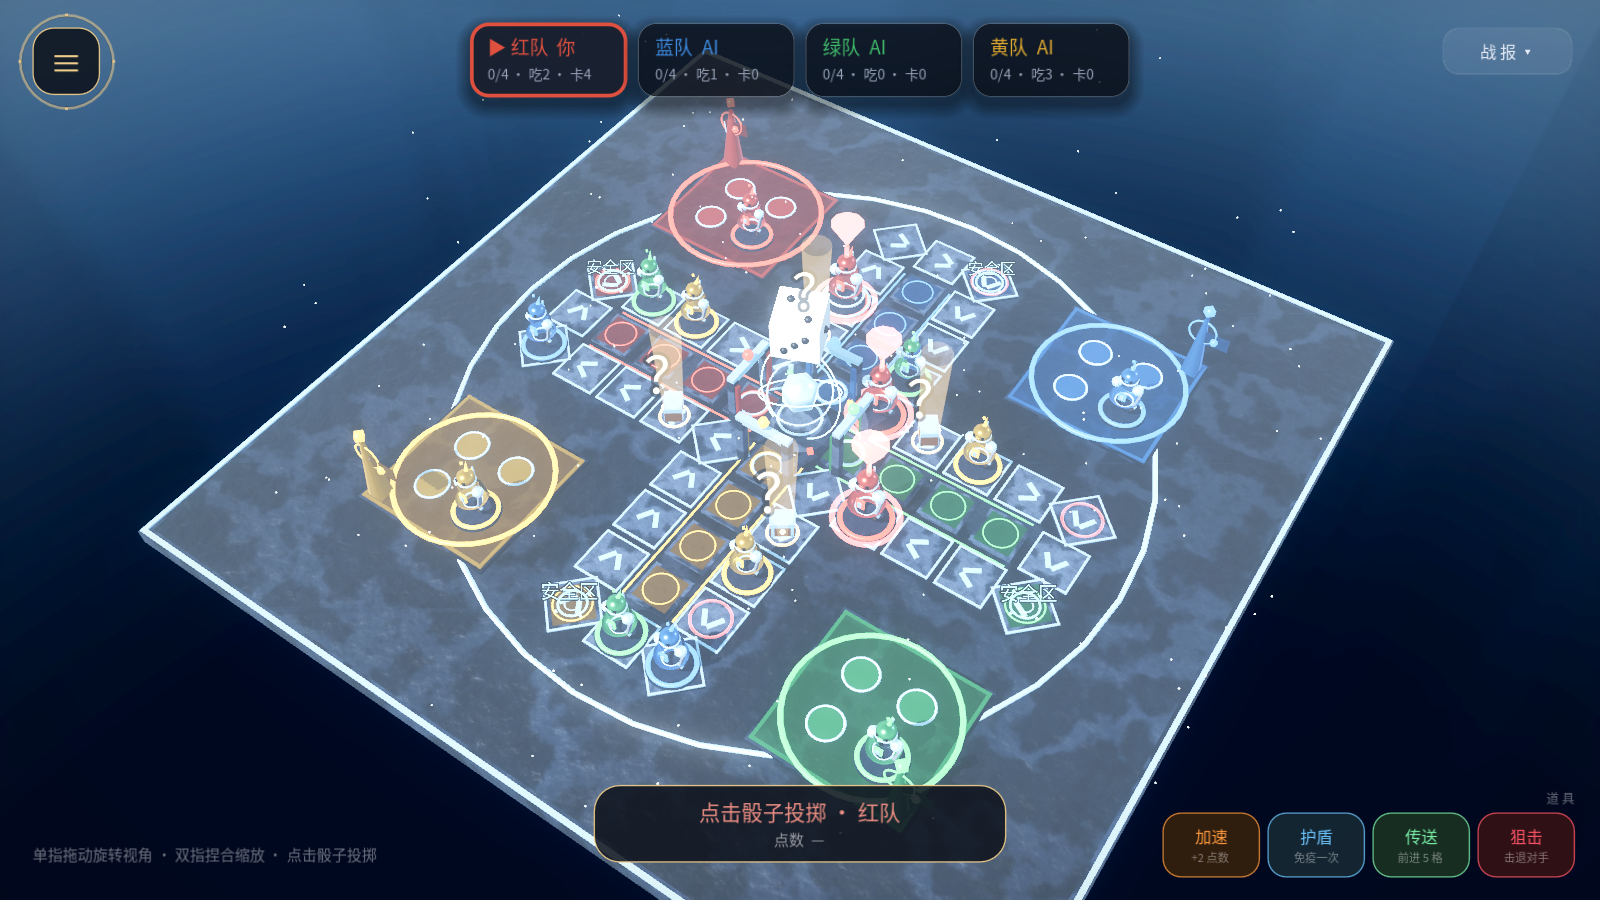 ▶ 红队 你
0/4 · 吃2 · 卡4
蓝队 AI
0/4 · 吃1 · 卡0
绿队 AI
0/4 · 吃0 · 卡0
黄队 AI
0/4 · 吃3 · 卡0
战报 ▾
安全区
安全区
?
?
?
?
安全区
安全区
点击骰子投掷 · 红队
点数 —
单指拖动旋转视角 · 双指捏合缩放 · 点击骰子投掷
道具
加速
+2 点数
护盾
免疫一次
传送
前进 5 格
狙击
击退对手